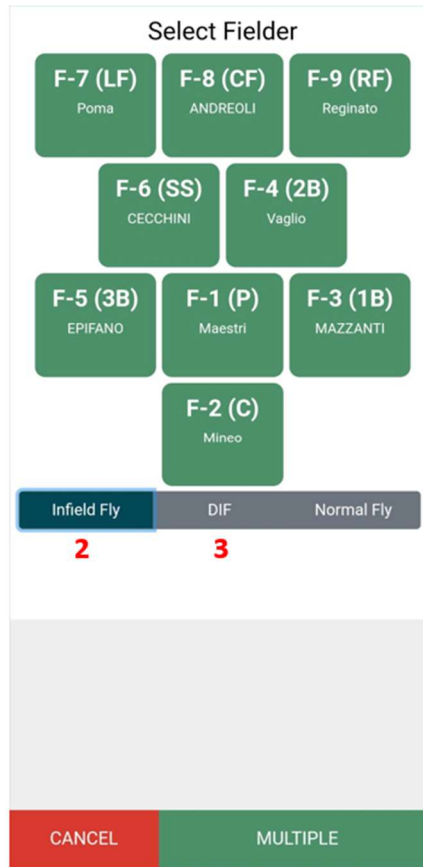 Select Fielder
F-7 (LF) F-8 (CF) F-9 (RF)
Poma ANDREOLI Reginato
F-6 (SS) F-4 (2B)
CECCHINI Vaglio
F-5 (3B) F-1 (P) F-3 (1B)
EPIFANO Maestri MAZZANTI
F-2 (C)
Mineo
Infield Fly DIF Normal Fly
2 3
CANCEL MULTIPLE